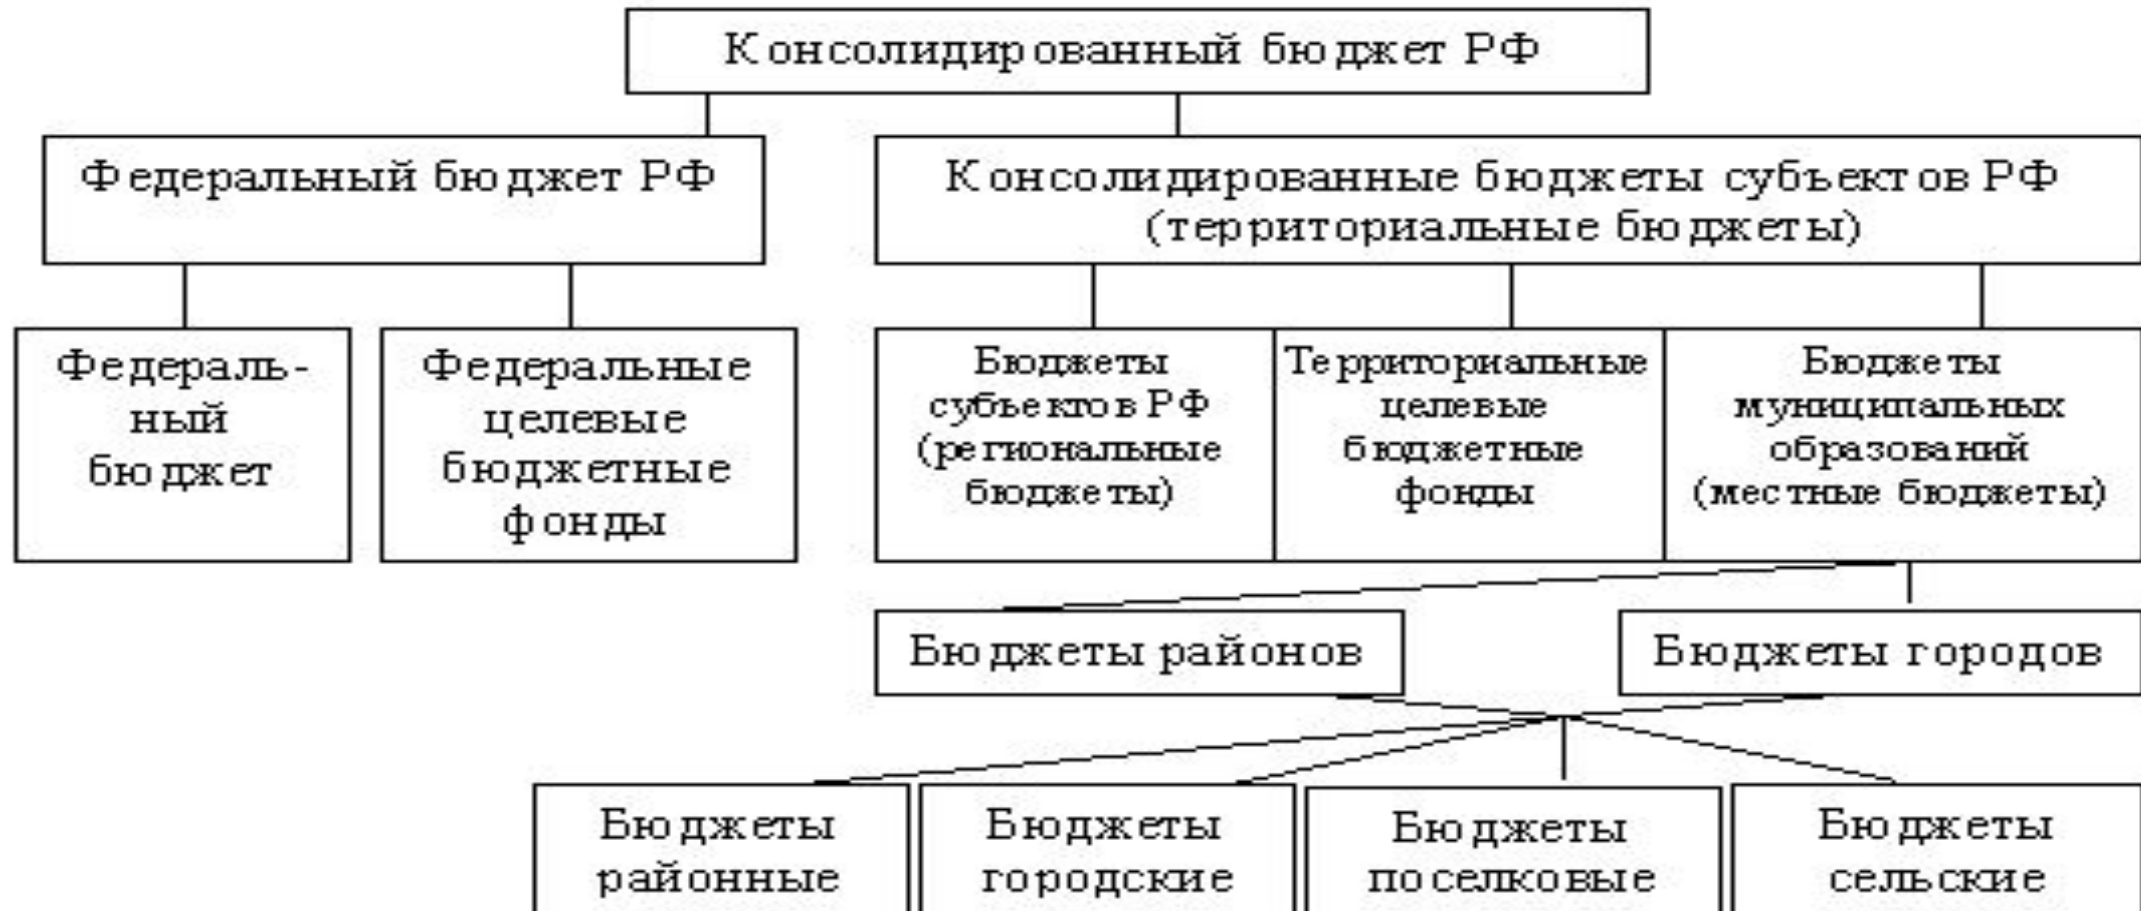 Консолидированный бюджет РФ
Федеральный бюджет РФ
Консолидированные бюджеты субъектов РФ
(территориальные бюджеты)
Федераль-
ный
бюджет
Федеральные
целевые
бюджетные
фонды
Бюджеты
субъектов РФ
(региональные
бюджеты)
Территориальные
целевые
бюджетные
фонды
Бюджеты
муниципальных
образований
(местные бюджеты)
Бюджеты районов
Бюджеты городов
Бюджеты
районные
Бюджеты
городские
Бюджеты
поселковые
Бюджеты
сельские